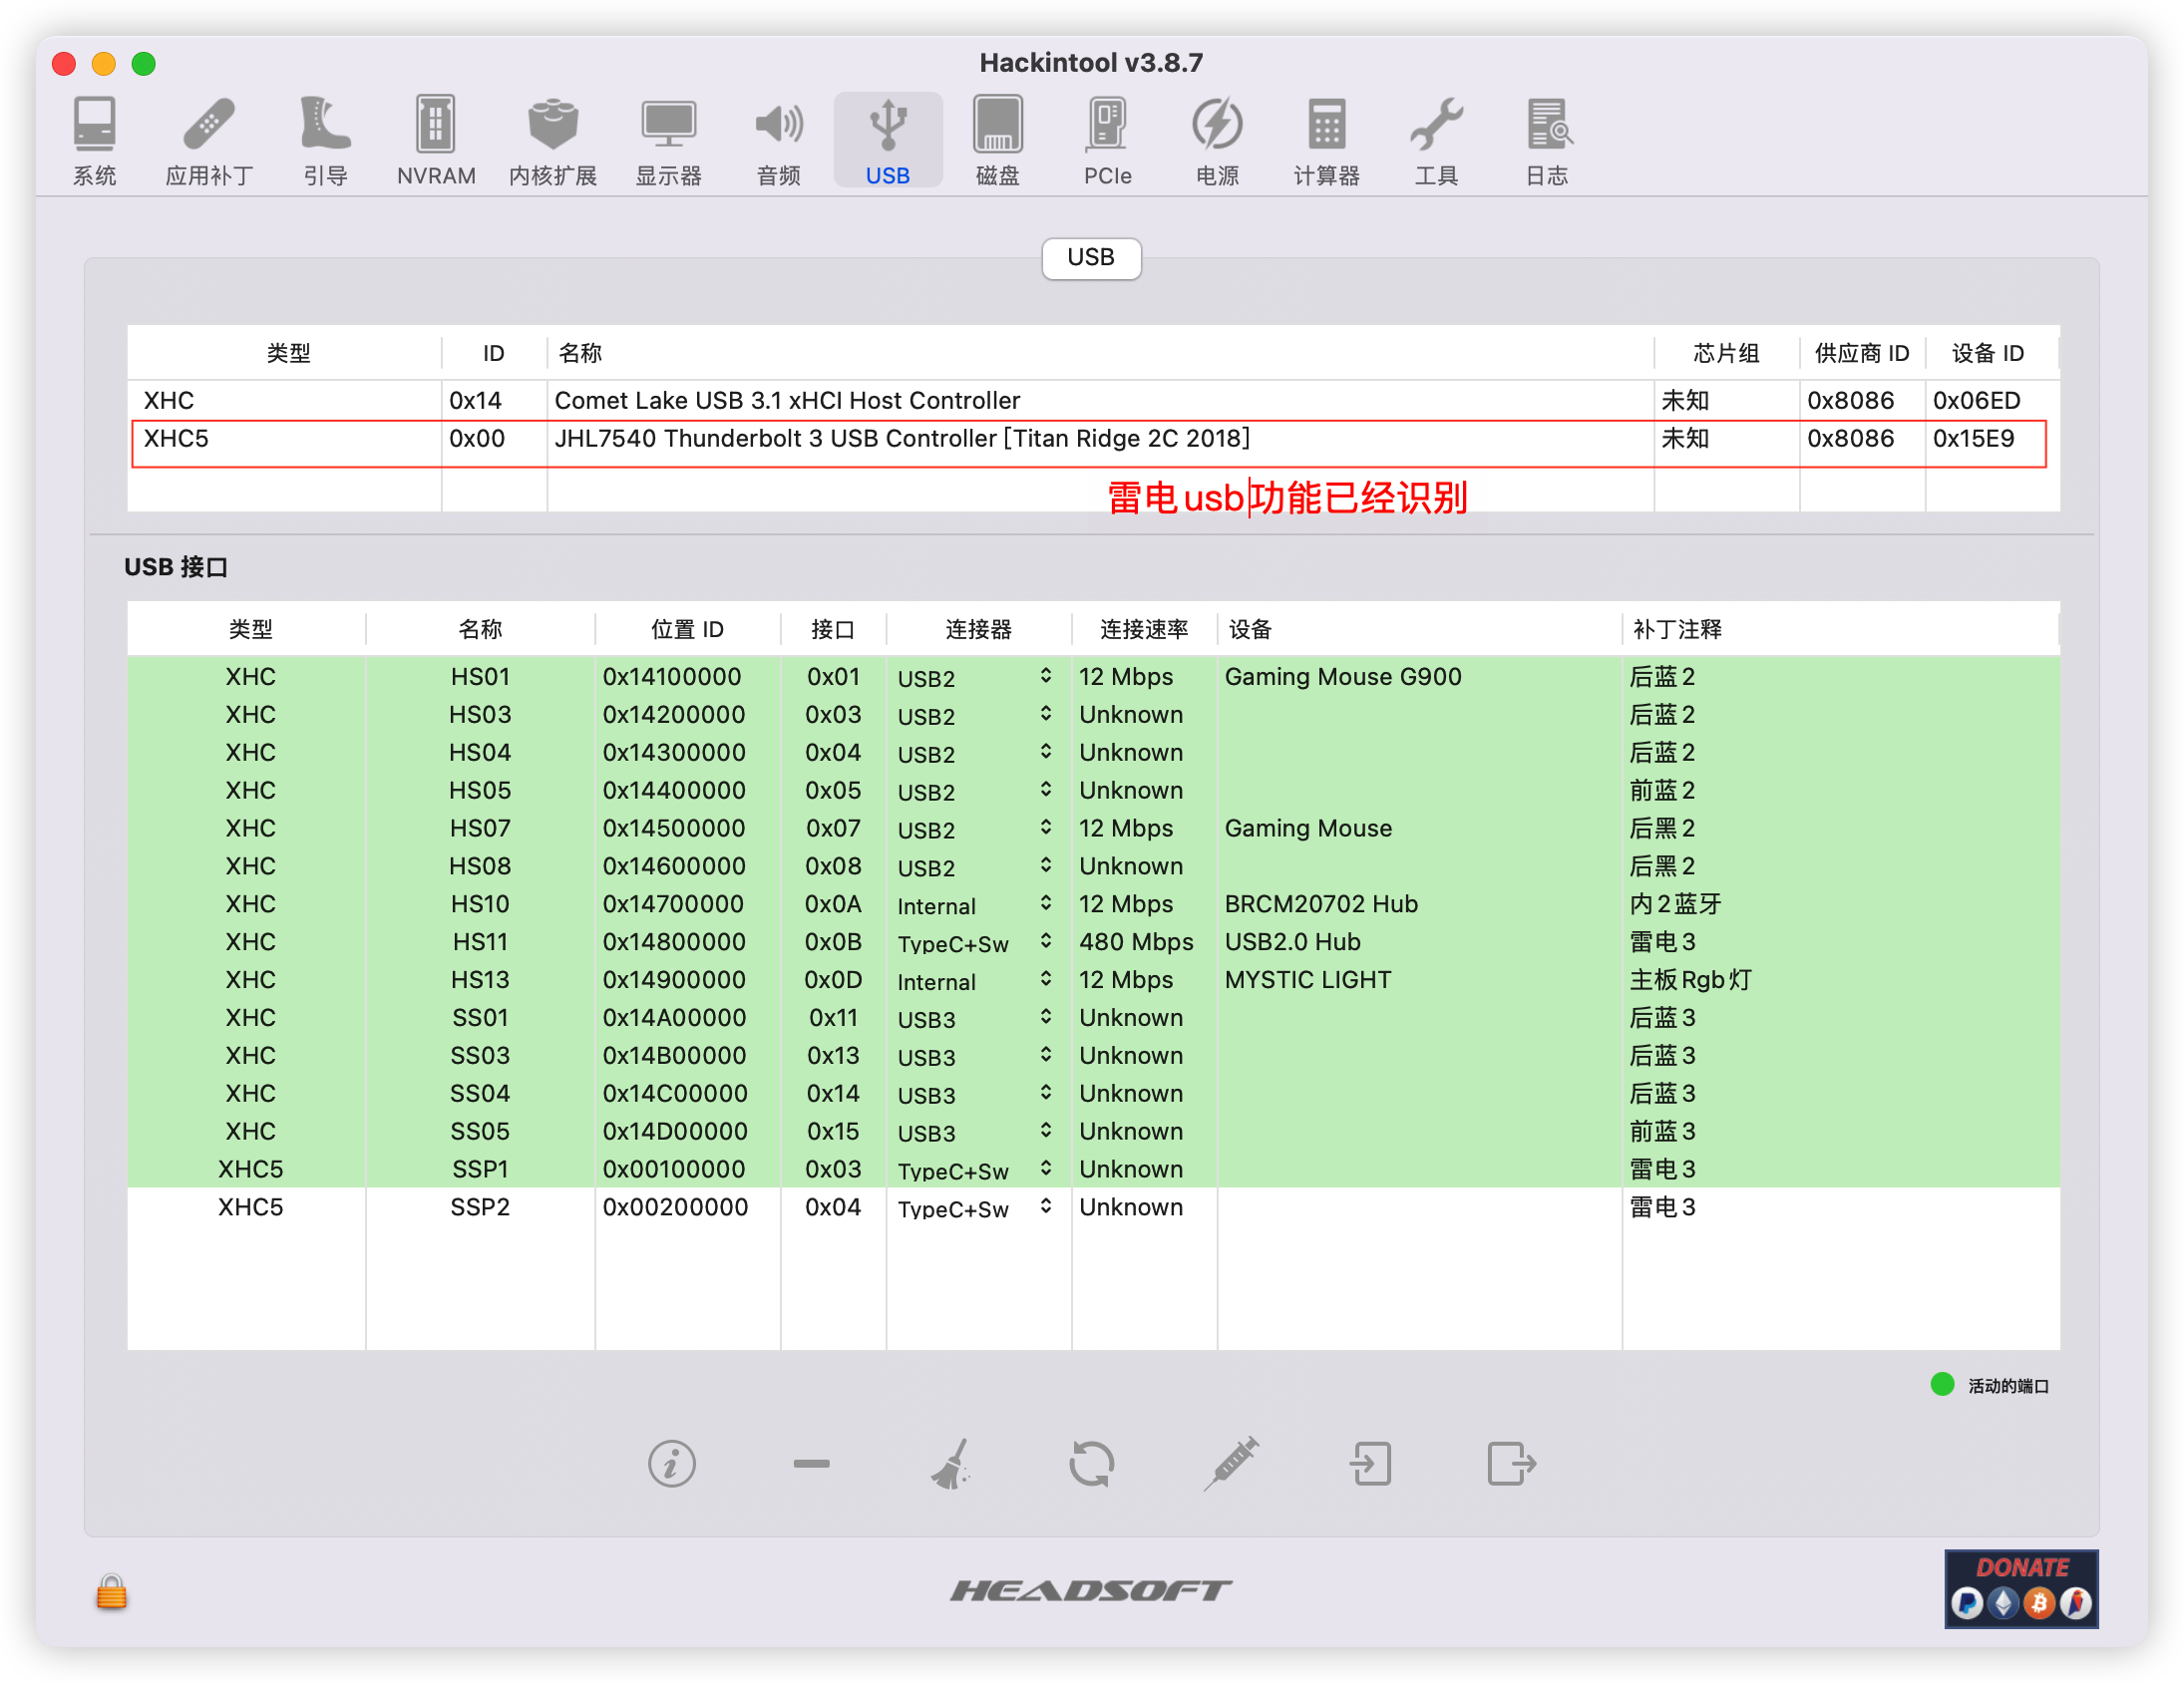 Hackintool v3.8.7
系统 应用补丁 引导 NVRAM 内核扩展 显示器 音频 USB 磁盘 PCIe 电源 计算器 工具 日志
USB
类型 ID 名称 芯片组 供应商 ID 设备 ID
XHC 0x14 Comet Lake USB 3.1 xHCI Host Controller 未知 0x8086 0x06ED
XHC5 0x00 JHL7540 Thunderbolt 3 USB Controller [Titan Ridge 2C 2018] 未知 0x8086 0x15E9
雷电usb功能已经识别
USB 接口
类型 名称 位置 ID 接口 连接器 连接速率 设备 补丁注释
XHC HS01 0x14100000 0x01 USB2 12 Mbps Gaming Mouse G900 后蓝2
XHC HS03 0x14200000 0x03 USB2 Unknown 后蓝2
XHC HS04 0x14300000 0x04 USB2 Unknown 后蓝2
XHC HS05 0x14400000 0x05 USB2 Unknown 前蓝2
XHC HS07 0x14500000 0x07 USB2 12 Mbps Gaming Mouse 后黑2
XHC HS08 0x14600000 0x08 USB2 Unknown 后黑2
XHC HS10 0x14700000 0x0A Internal 12 Mbps BRCM20702 Hub 内2蓝牙
XHC HS11 0x14800000 0x0B TypeC+Sw 480 Mbps USB2.0 Hub 雷电3
XHC HS13 0x14900000 0x0D Internal 12 Mbps MYSTIC LIGHT 主板Rgb灯
XHC SS01 0x14A00000 0x11 USB3 Unknown 后蓝3
XHC SS03 0x14B00000 0x13 USB3 Unknown 后蓝3
XHC SS04 0x14C00000 0x14 USB3 Unknown 后蓝3
XHC SS05 0x14D00000 0x15 USB3 Unknown 前蓝3
XHC5 SSP1 0x00100000 0x03 TypeC+Sw Unknown 雷电3
XHC5 SSP2 0x00200000 0x04 TypeC+Sw Unknown 雷电3
活动的端口
HEADSOFT
DONATE